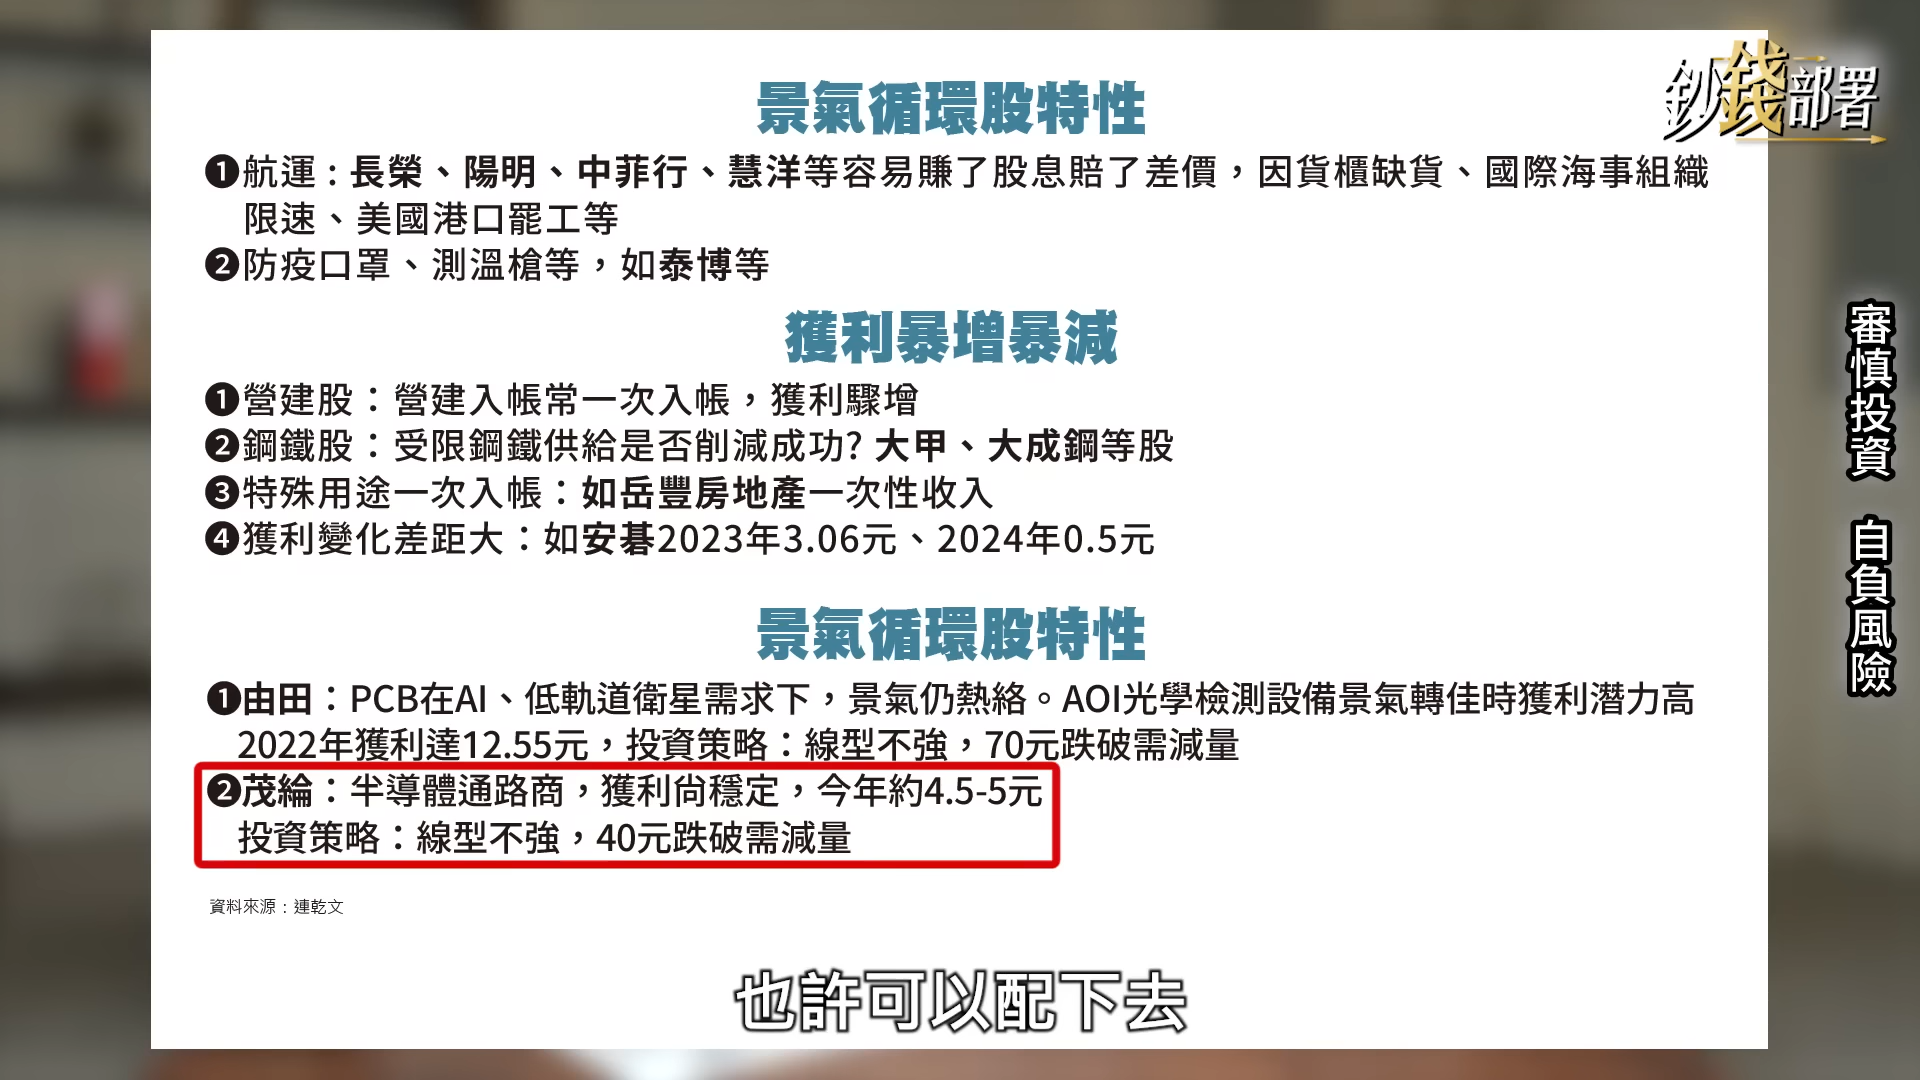 鈔錢部署
景氣循環股特性
❶航運：長榮、陽明、中菲行、慧洋等容易賺了股息賠了差價，因貨櫃缺貨、國際海事組織
限速、美國港口罷工等
❷防疫口罩、測溫槍等，如泰博等
獲利暴增暴減
❶營建股：營建入帳常一次入帳，獲利驟增
❷鋼鐵股：受限鋼鐵供給是否削減成功? 大甲、大成鋼等股
❸特殊用途一次入帳：如岳豐房地產一次性收入
❹獲利變化差距大：如安碁2023年3.06元、2024年0.5元
景氣循環股特性
❶由田：PCB在AI、低軌道衛星需求下，景氣仍熱絡。AOI光學檢測設備景氣轉佳時獲利潛力高
2022年獲利達12.55元，投資策略：線型不強，70元跌破需減量
❷茂綸：半導體通路商，獲利尚穩定，今年約4.5-5元
投資策略：線型不強，40元跌破需減量
資料來源：連乾文
審慎投資 自負風險
也許可以配下去